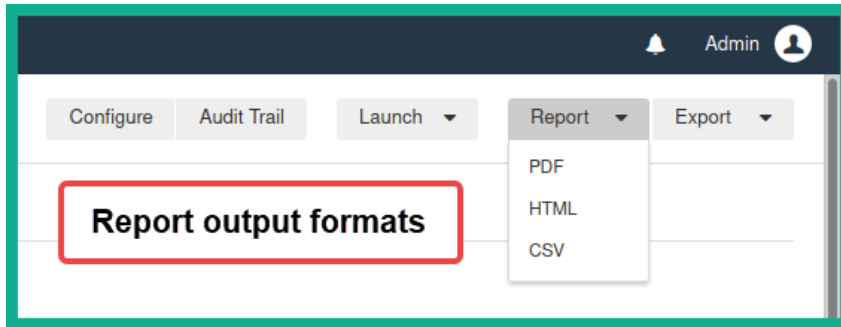 Admin
Configure Audit Trail Launch Report Export
PDF
HTML
CSV
Report output formats